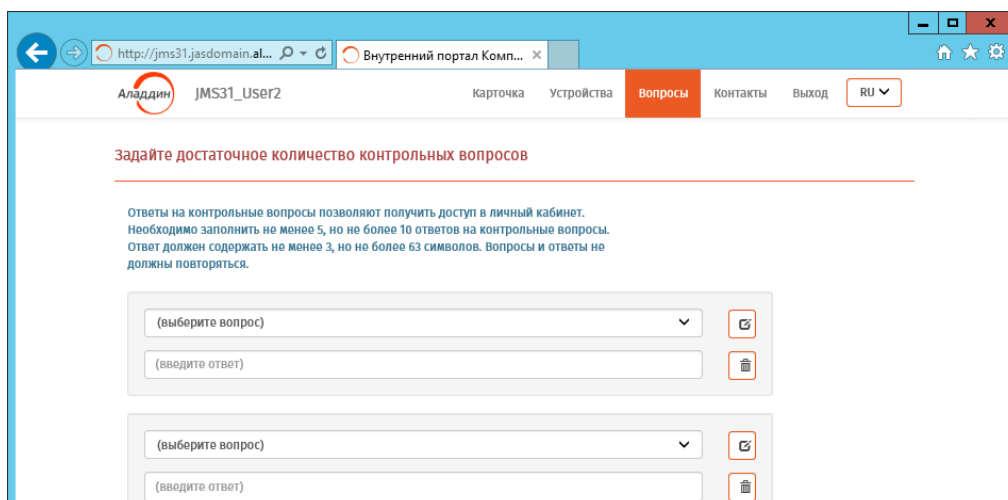 http://jms31.jasdomain.al...
Внутренний портал Комп...
Аладдин
JMS31_User2
Карточка
Устройства
Вопросы
Контакты
Выход
RU
Задайте достаточное количество контрольных вопросов
Ответы на контрольные вопросы позволяют получить доступ в личный кабинет.
Необходимо заполнить не менее 5, но не более 10 ответов на контрольные вопросы.
Ответ должен содержать не менее 3, но не более 63 символов. Вопросы и ответы не
должны повторяться.
(выберите вопрос)
(введите ответ)
(выберите вопрос)
(введите ответ)